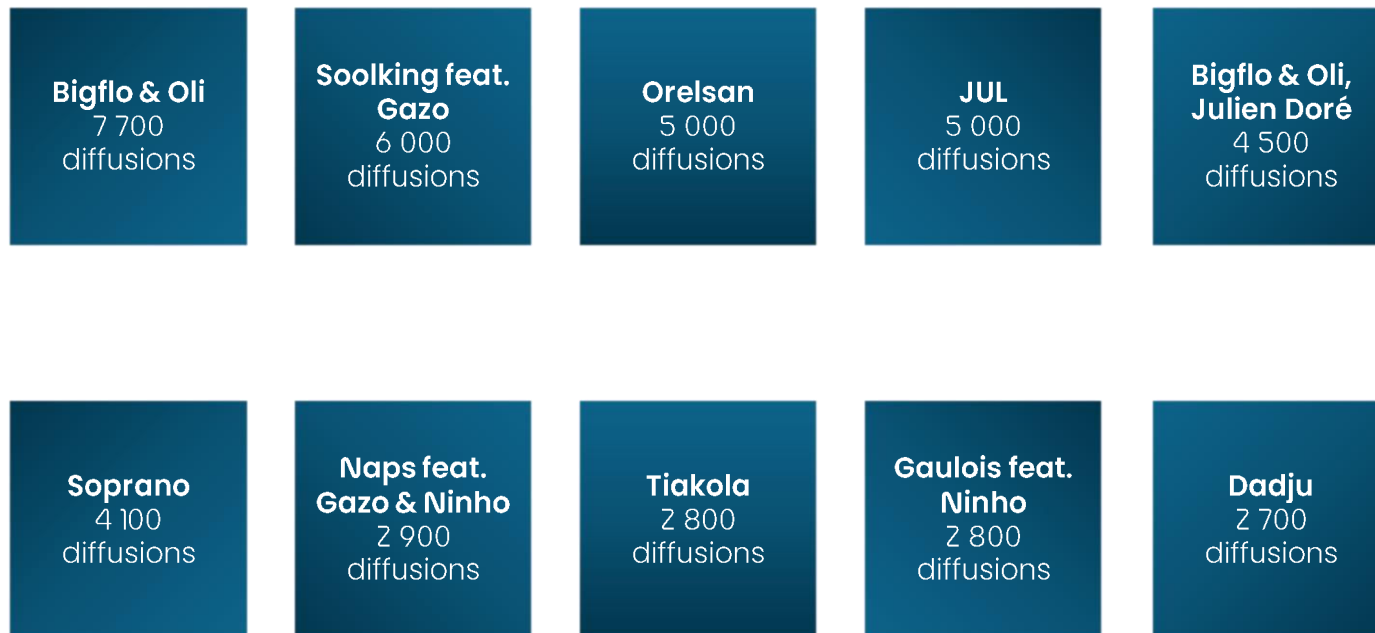 Bigflo & Oli
7 700
diffusions
Soolking feat.
Gazo
6 000
diffusions
Orelsan
5 000
diffusions
JUL
5 000
diffusions
Bigflo & Oli,
Julien Doré
4 500
diffusions
Soprano
4 100
diffusions
Naps feat.
Gazo & Ninho
2 900
diffusions
Tiakola
2 800
diffusions
Gaulois feat.
Ninho
2 800
diffusions
Dadju
2 700
diffusions